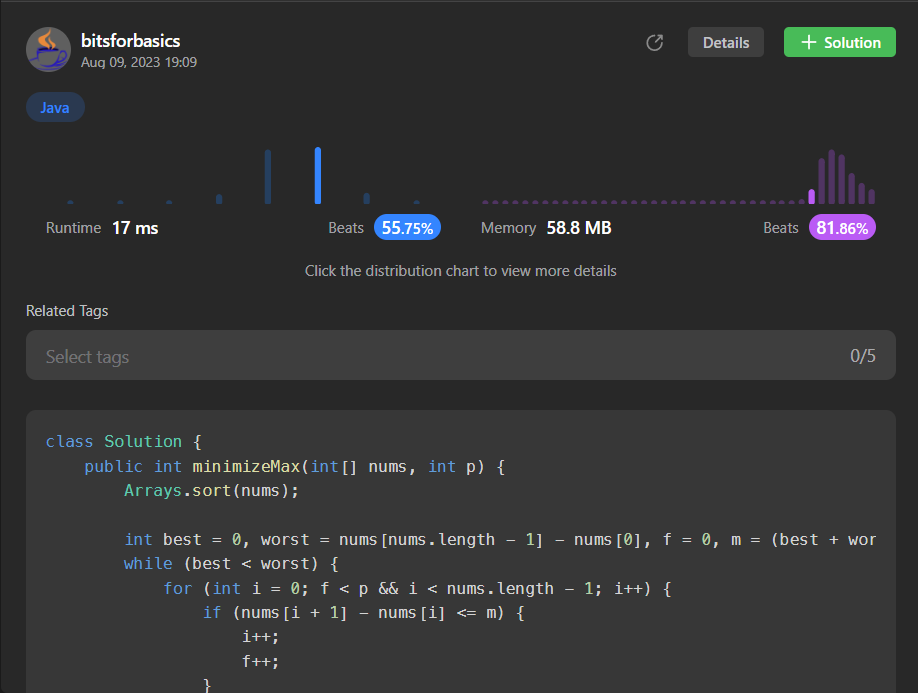 bitsforbasics
Aug 09, 2023 19:09
Details
+ Solution
Java
Runtime 17 ms
Beats 55.75%
Memory 58.8 MB
Beats 81.86%
Click the distribution chart to view more details
Related Tags
Select tags
0/5
class Solution {
    public int minimizeMax(int[] nums, int p) {
        Arrays.sort(nums);
        int best = 0, worst = nums[nums.length - 1] - nums[0], f = 0, m = (best + wor
        while (best < worst) {
            for (int i = 0; f < p && i < nums.length - 1; i++) {
                if (nums[i + 1] - nums[i] <= m) {
                    i++;
                    f++;
                }